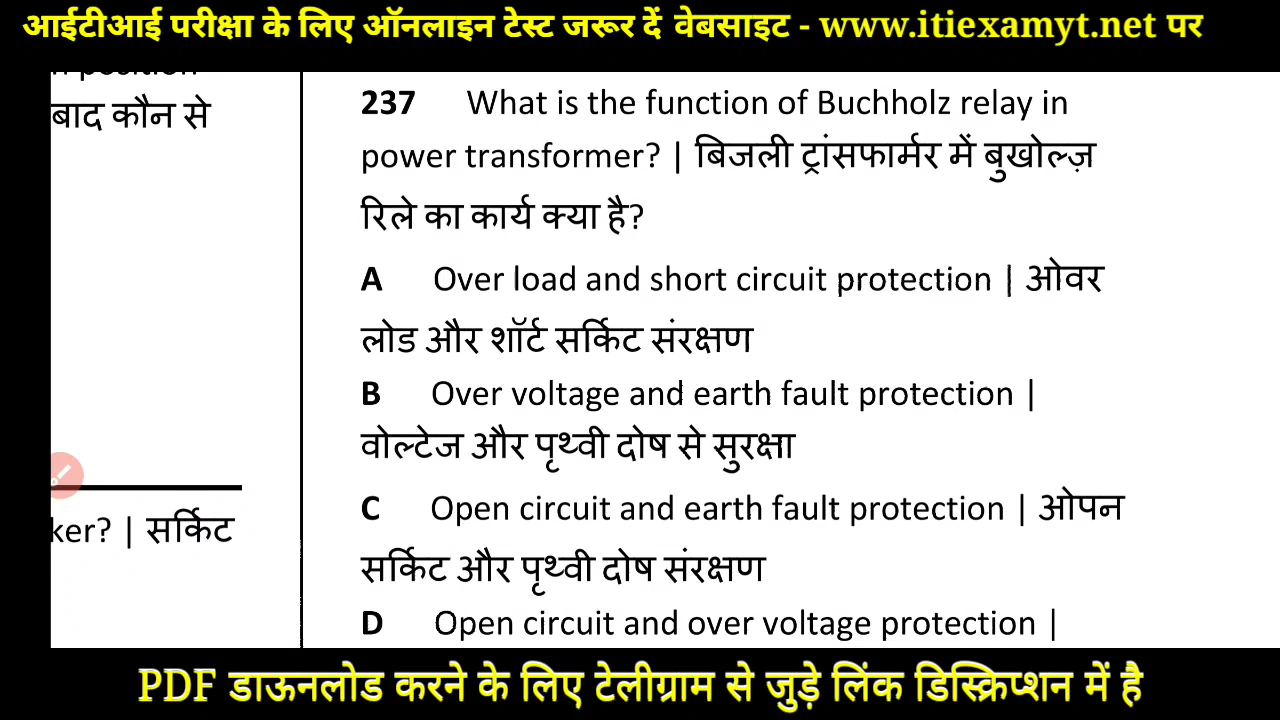 आईटीआई परीक्षा के लिए ऑनलाइन टेस्ट जरूर दें वेबसाइट - www.itiexamyt.net पर
बाद कौन से
ker? | सर्किट
237 What is the function of Buchholz relay in
power transformer? | बिजली ट्रांसफार्मर में बुखोल्ज़
रिले का कार्य क्या है?
A Over load and short circuit protection | ओवर
लोड और शॉर्ट सर्किट संरक्षण
B Over voltage and earth fault protection |
वोल्टेज और पृथ्वी दोष से सुरक्षा
C Open circuit and earth fault protection | ओपन
सर्किट और पृथ्वी दोष संरक्षण
D Open circuit and over voltage protection |
PDF डाऊनलोड करने के लिए टेलीग्राम से जुड़े लिंक डिस्क्रिप्शन में है